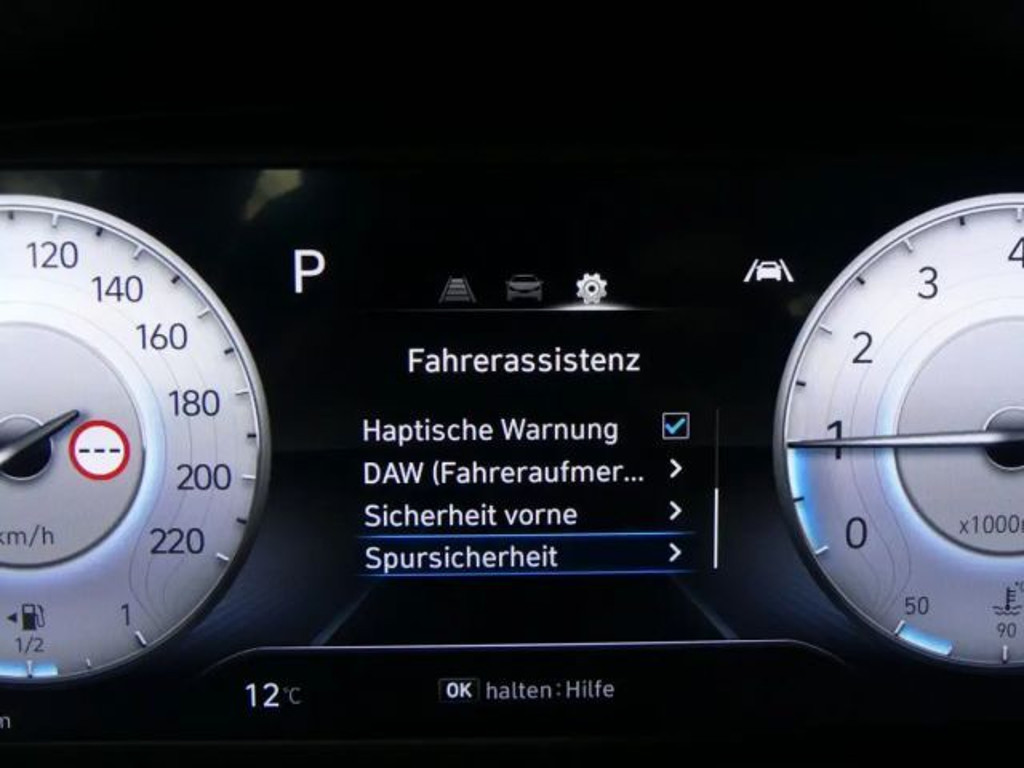 P
Fahrerassistenz
Haptische Warnung
DAW (Fahreraufmer...
Sicherheit vorne
Spursicherheit
120
140
160
180
200
220
---
km/h
1
1/2
4
3
2
1
0
x1000
50
90
12°C
OK halten:Hilfe
m